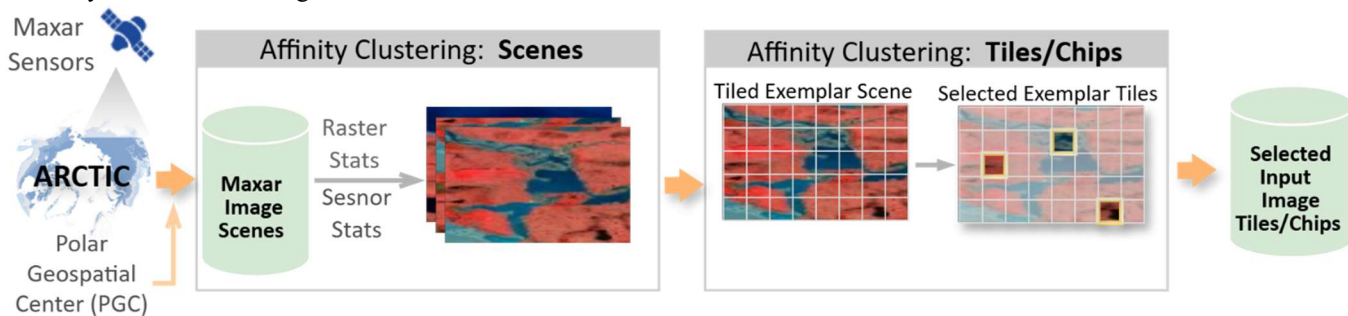 Maxar
Sensors
ARCTIC
Polar
Geospatial
Center (PGC)
Affinity Clustering: Scenes
Maxar
Image
Scenes
Raster
Stats
Sesnor
Stats
Affinity Clustering: Tiles/Chips
Tiled Exemplar Scene
Selected Exemplar Tiles
Selected
Input
Image
Tiles/Chips